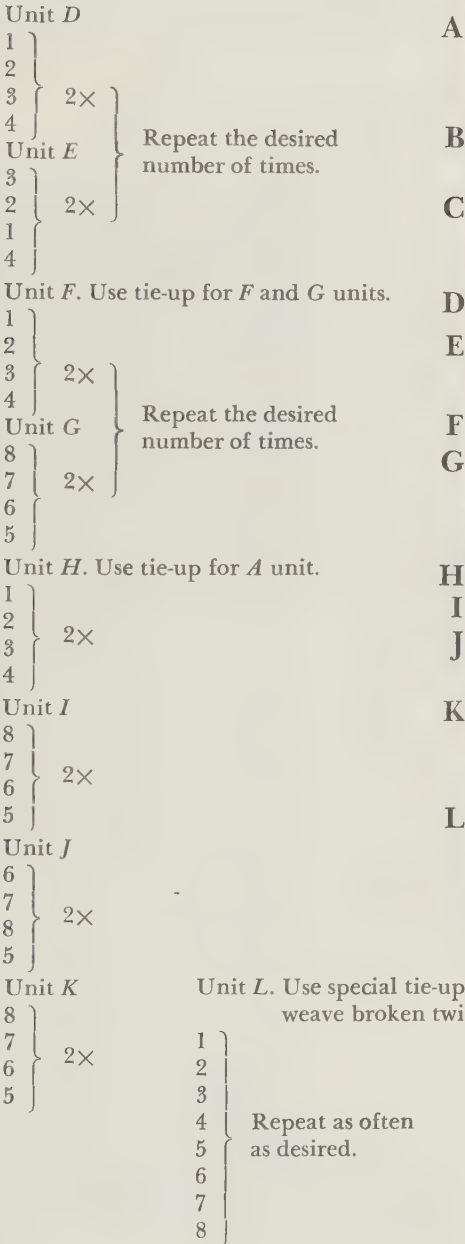 Unit D
1
2
3
4
2×
Unit E
3
2
1
4
2×
Repeat the desired
number of times.
Unit F. Use tie-up for F and G units.
1
2
3
4
2×
Unit G
8
7
6
5
2×
Repeat the desired
number of times.
Unit H. Use tie-up for A unit.
1
2
3
4
2×
Unit I
8
7
6
5
2×
Unit J
6
7
8
5
2×
Unit K
8
7
6
5
2×
Unit L. Use special tie-up
weave broken twi
1
2
3
4
5
6
7
8
Repeat as often
as desired.
A
B
C
D
E
F
G
H
I
J
K
L